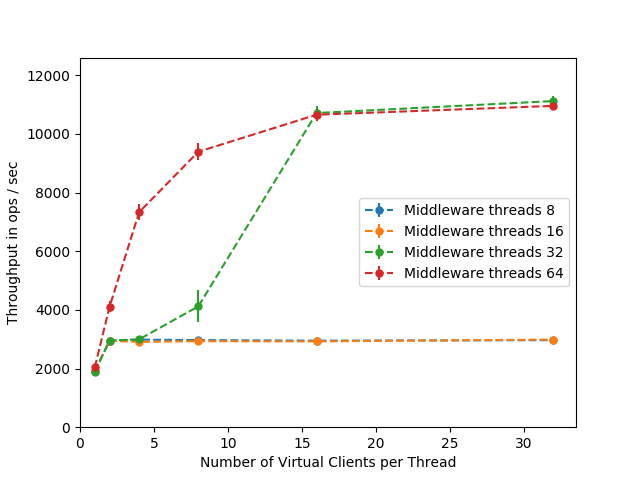 12000
10000
8000
6000
4000
2000
0
Throughput in ops / sec
Middleware threads 8
Middleware threads 16
Middleware threads 32
Middleware threads 64
0 5 10 15 20 25 30
Number of Virtual Clients per Thread